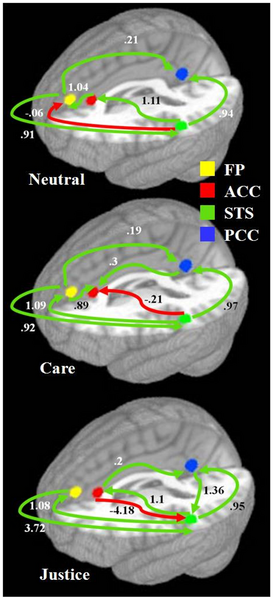 .21
1.04
-.06
1.11
.94
.91
Neutral
FP
ACC
STS
PCC
.19
.3
1.09
.89
-.21
.97
.92
Care
.2
1.36
1.08
1.1
.95
-4.18
3.72
Justice